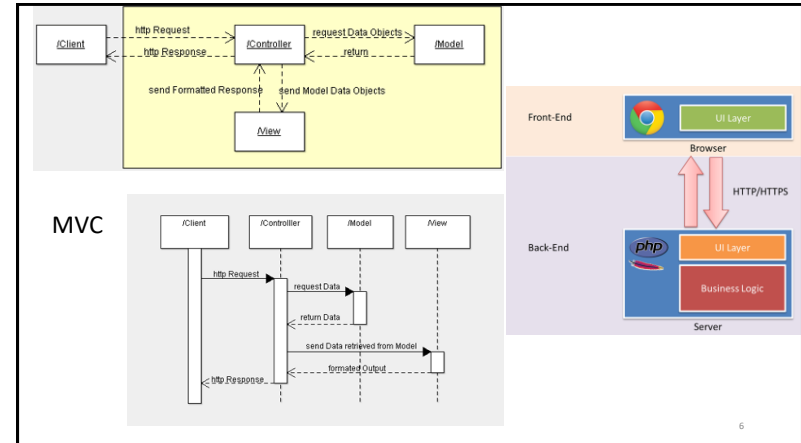 http Request
request Data Objects
/Client
/Controller
/Model
http Response
return
send Formatted Response
send Model Data Objects
/View
Front-End
UI Layer
Browser
HTTP/HTTPS
Back-End
php
UI Layer
Business Logic
Server
MVC
/Client
/Controller
/Model
/View
http Request
request Data
return Data
send Data retrieved from Model
formated Output
http Response
6